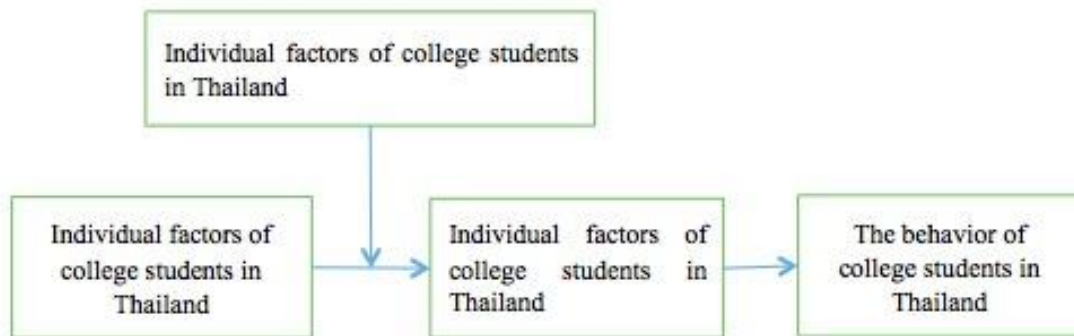 Individual factors of college students
in Thailand
Individual factors of
college students in
Thailand
Individual factors of
college students in
Thailand
The behavior of
college students in
Thailand